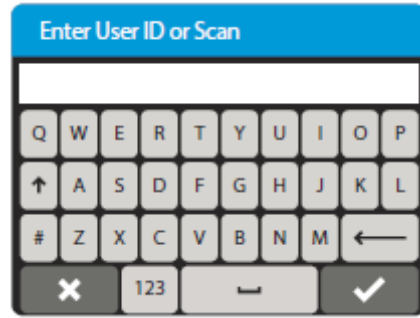 Enter User ID or Scan
Q W E R T Y U I O P
↑ A S D F G H J K L
# Z X C V B N M ←
123